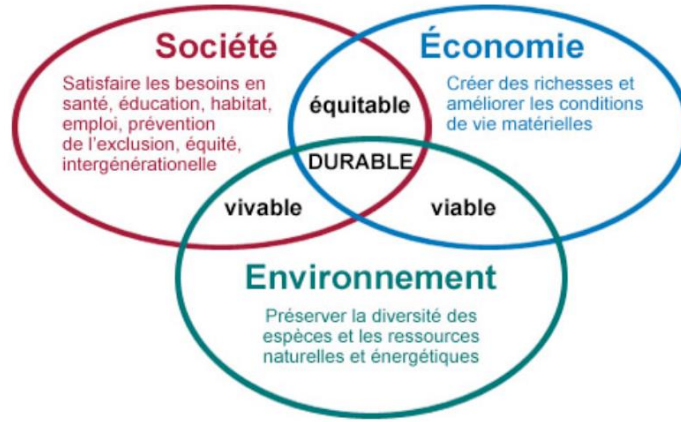 Société
Satisfaire les besoins en
santé, éducation, habitat,
emploi, prévention
de l'exclusion, équité,
intergénérationelle
Économie
Créer des richesses et
améliorer les conditions
de vie matérielles
équitable
DURABLE
vivable
viable
Environnement
Préserver la diversité des
espèces et les ressources
naturelles et énergétiques